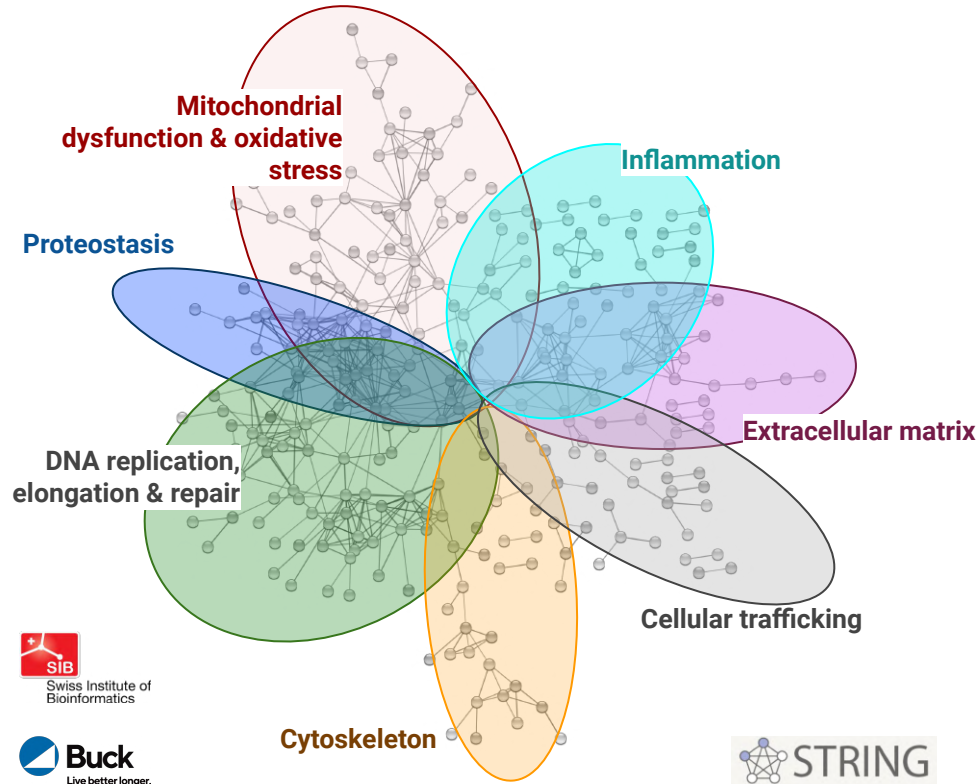 Mitochondrial
dysfunction & oxidative
stress
Inflammation
Proteostasis
Extracellular matrix
DNA replication,
elongation & repair
Cellular trafficking
SIB
Swiss Institute of
Bioinformatics
Cytoskeleton
Buck
Live better longer.
STRING